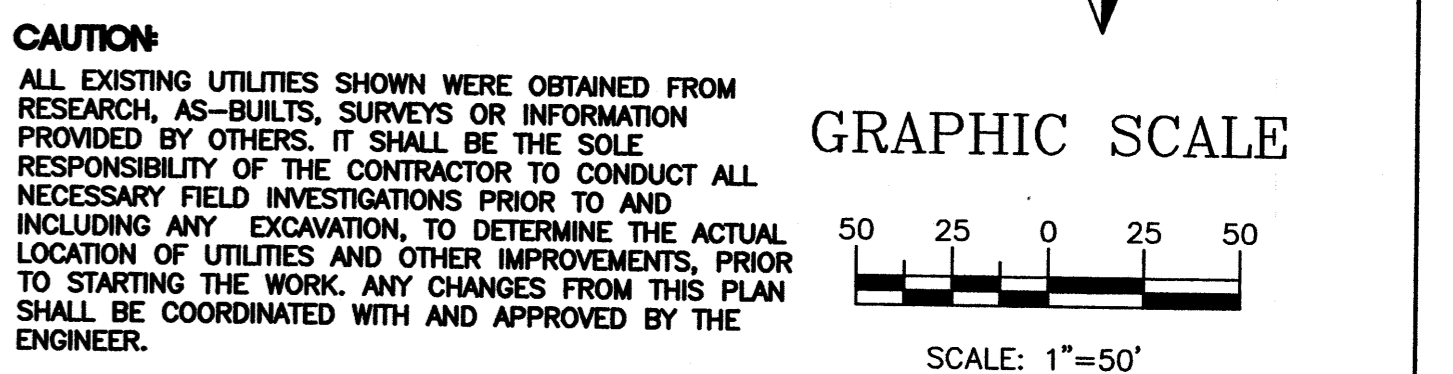 CAUTION:
ALL EXISTING UTILITIES SHOWN WERE OBTAINED FROM
RESEARCH, AS-BUILTS, SURVEYS OR INFORMATION
PROVIDED BY OTHERS. IT SHALL BE THE SOLE
RESPONSIBILITY OF THE CONTRACTOR TO CONDUCT ALL
NECESSARY FIELD INVESTIGATIONS PRIOR TO AND
INCLUDING ANY EXCAVATION, TO DETERMINE THE ACTUAL
LOCATION OF UTILITIES AND OTHER IMPROVEMENTS, PRIOR
TO STARTING THE WORK. ANY CHANGES FROM THIS PLAN
SHALL BE COORDINATED WITH AND APPROVED BY THE
ENGINEER.
GRAPHIC SCALE
50 25 0 25 50
SCALE: 1"=50'